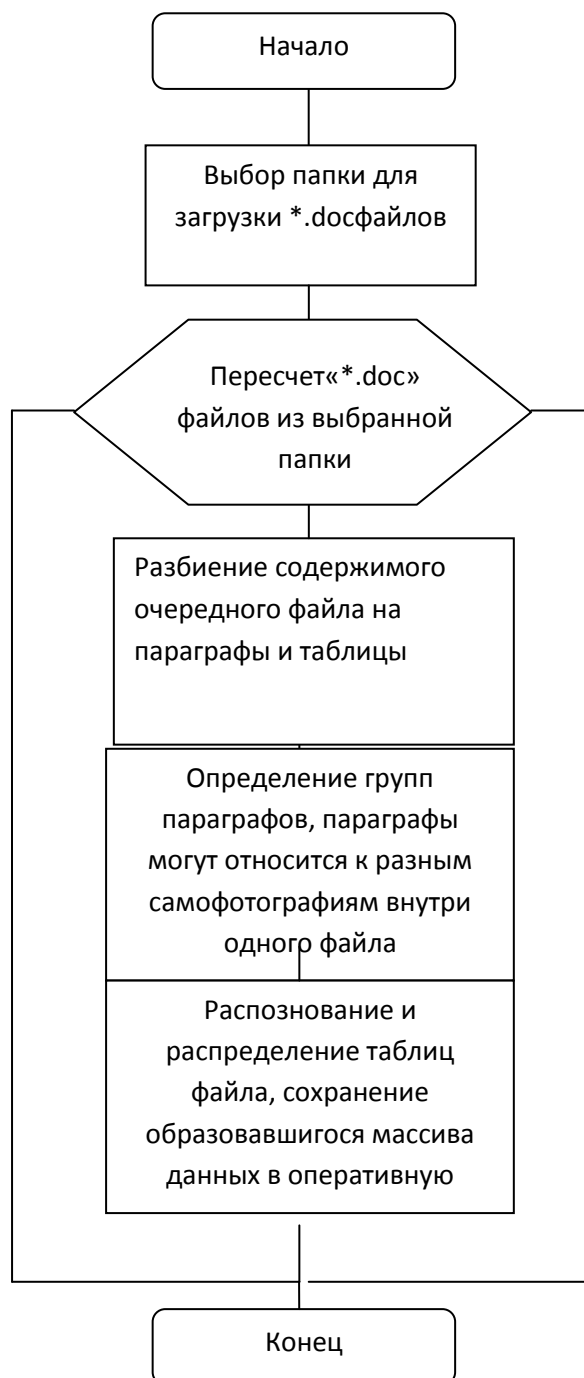 Начало
Выбор папки для
загрузки *.docфайлов
Пересчет«*.doc»
файлов из выбранной
папки
Разбиение содержимого
очередного файла на
параграфы и таблицы
Определение групп
параграфов, параграфы
могут относится к разным
самофотографиям внутри
одного файла
Распознование и
распределение таблиц
файла, сохранение
образовавшигося массива
данных в оперативную
Конец